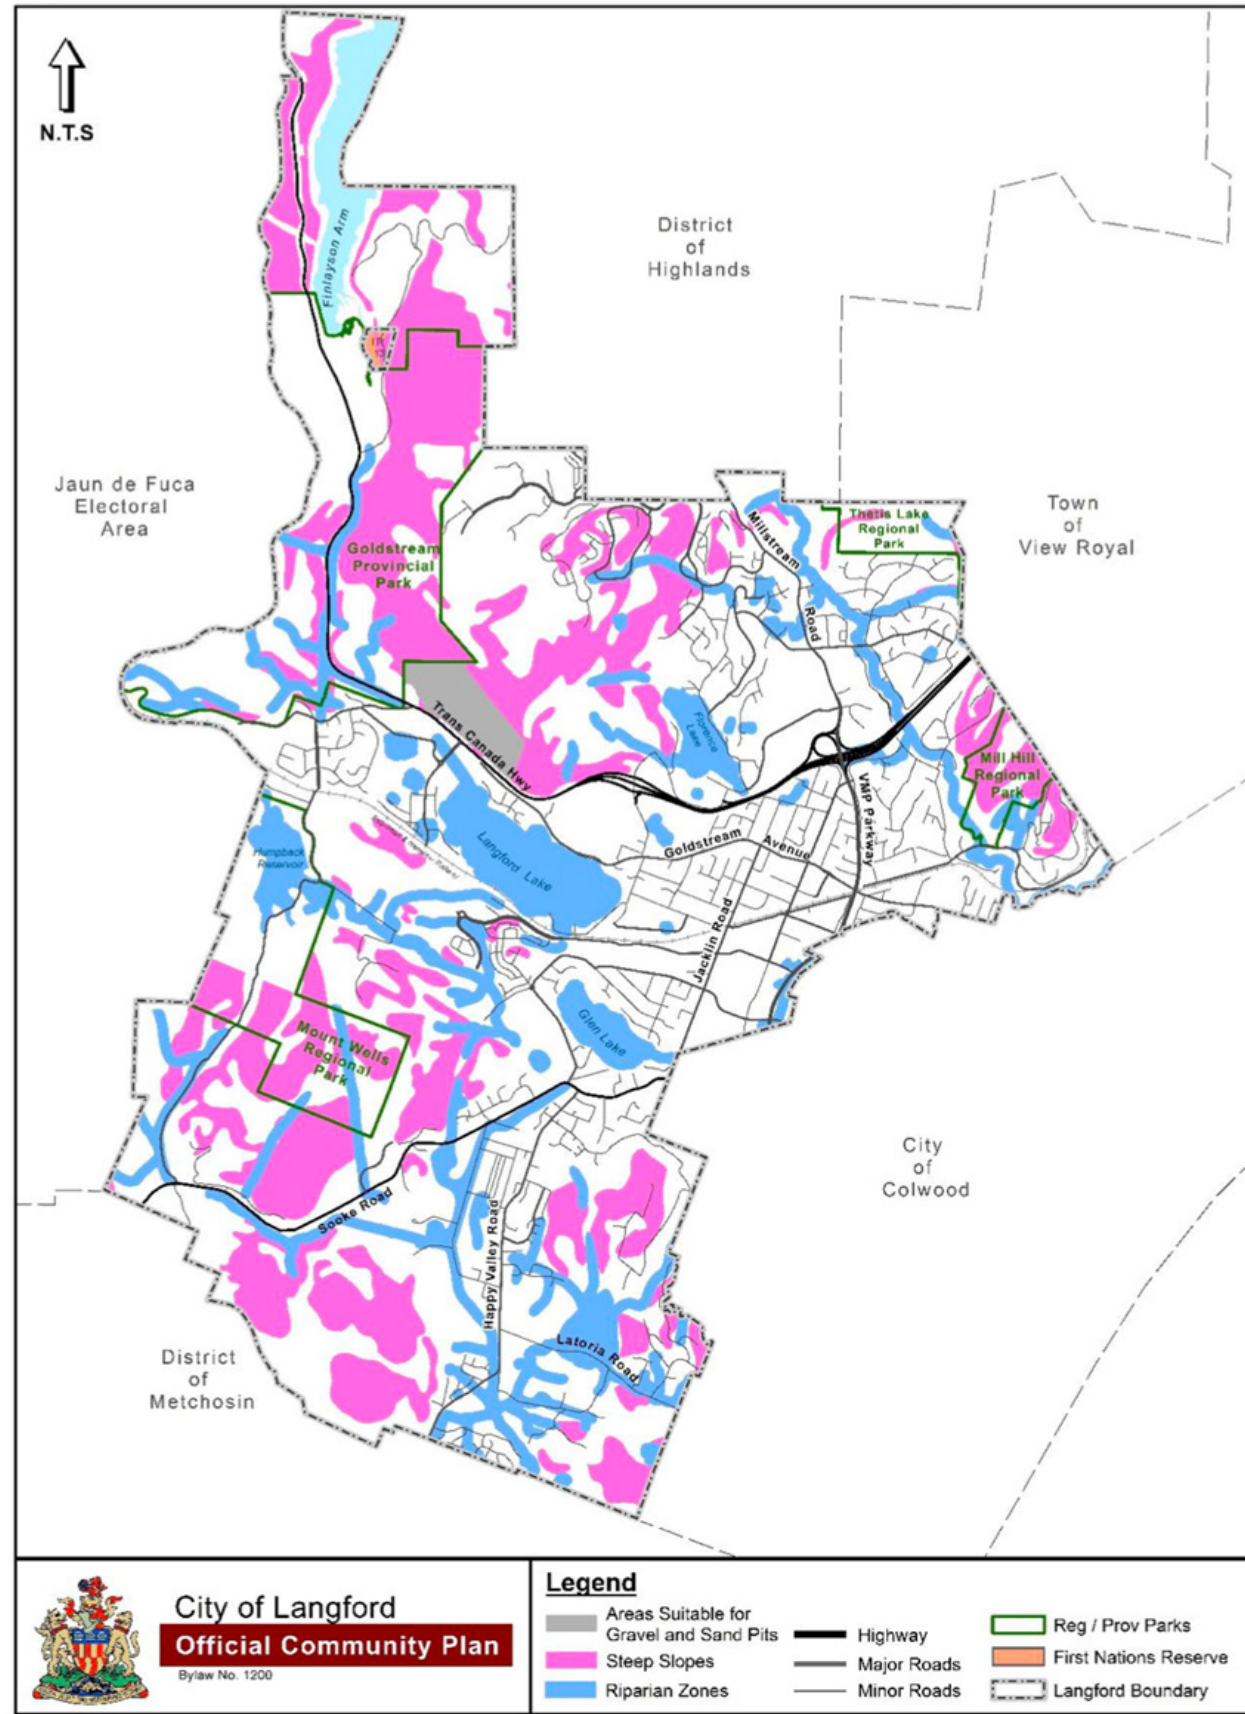 N.T.S
District
of
Highlands
Finlayson Arm
Jaun de Fuca
Electoral
Area
Town
of
View Royal
Thetis Lake
Regional
Park
Millstream
Road
Goldstream
Provincial
Park
Trans Canada Hwy
Florence
Lake
Mill Hill
Regional
Park
VMP Parkway
Goldstream
Avenue
Humpback
Reservoir
Langford Lake
Jacklin Road
Glen Lake
Mount Wells
Regional
Park
City
of
Colwood
Sooke Road
Happy Valley Road
Latoria Road
District
of
Metchosin
City of Langford
Official Community Plan
Bylaw No. 1200
Legend
Areas Suitable for
Gravel and Sand Pits
Steep Slopes
Riparian Zones
Highway
Major Roads
Minor Roads
Reg / Prov Parks
First Nations Reserve
Langford Boundary